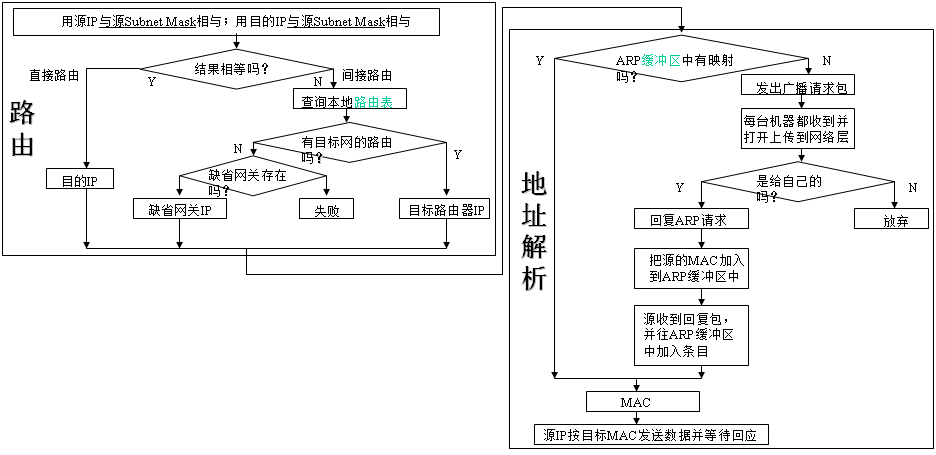 用源IP与源Subnet Mask相与；用目的IP与源Subnet Mask相与
结果相等吗？
直接路由
Y
N
间接路由
查询本地路由表
路由
有目标网的路由
吗？
N
Y
缺省网关存在
吗？
目的IP
缺省网关IP
失败
目标路由器IP
ARP缓冲区中有映射
吗？
Y
N
发出广播请求包
每台机器都收到并
打开上传到网络层
地址解析
是给自己的
吗？
Y
N
回复ARP请求
放弃
把源的MAC加入
到ARP缓冲区中
源收到回复包，
并往ARP缓冲区
中加入条目
MAC
源IP按目标MAC发送数据并等待回应